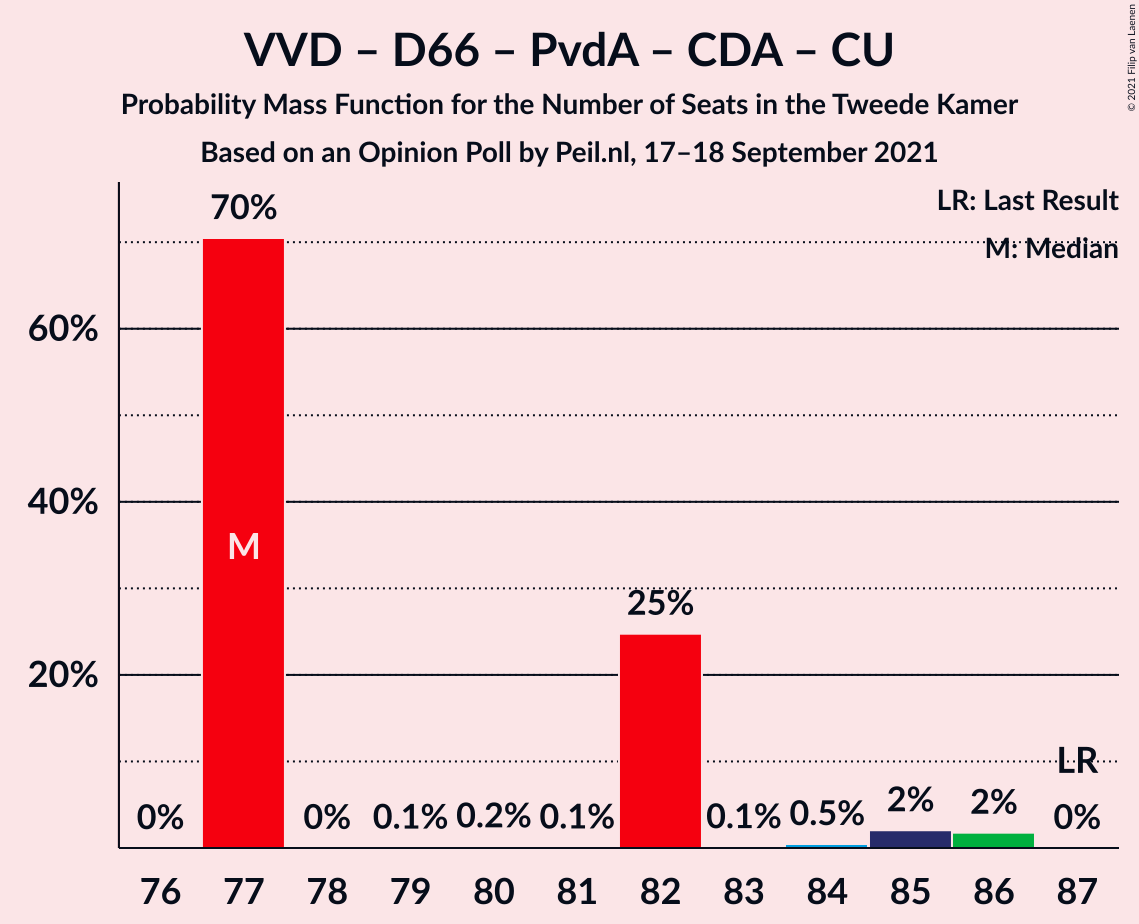 VVD – D66 – PvdA – CDA – CU
Probability Mass Function for the Number of Seats in the Tweede Kamer
Based on an Opinion Poll by Peil.nl, 17–18 September 2021
© 2021 Filip van Laenen
LR: Last Result
M: Median
60%
40%
20%
0%
70%
M
0%
0.1%
0.2%
0.1%
25%
0.1%
0.5%
2%
2%
LR
0%
76 77 78 79 80 81 82 83 84 85 86 87